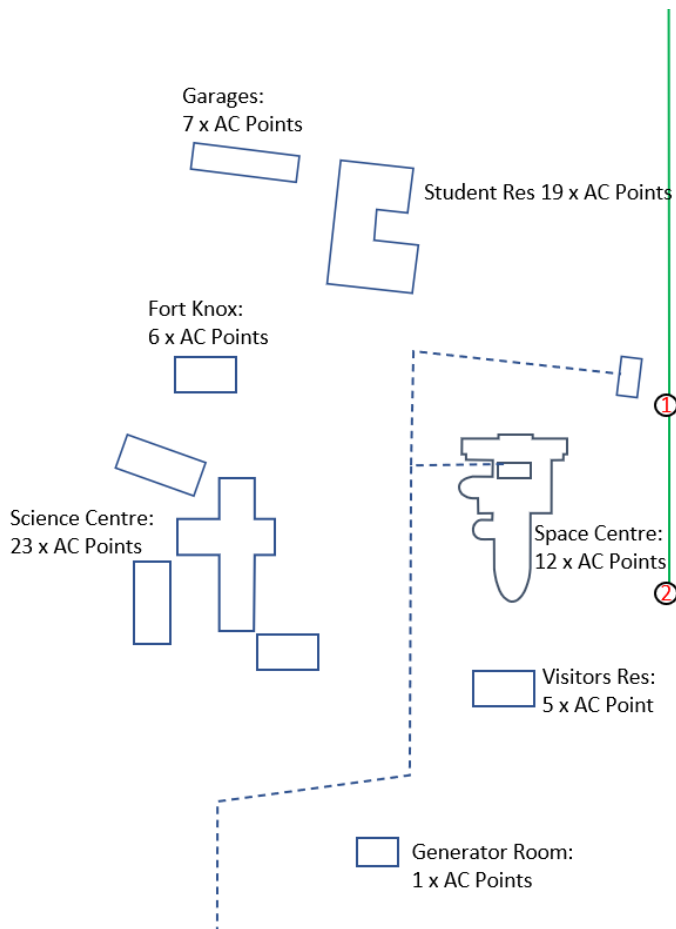 Garages:
7 x AC Points
Student Res 19 x AC Points
Fort Knox:
6 x AC Points
1
Science Centre:
23 x AC Points
Space Centre:
12 x AC Points
2
Visitors Res:
5 x AC Point
Generator Room:
1 x AC Points